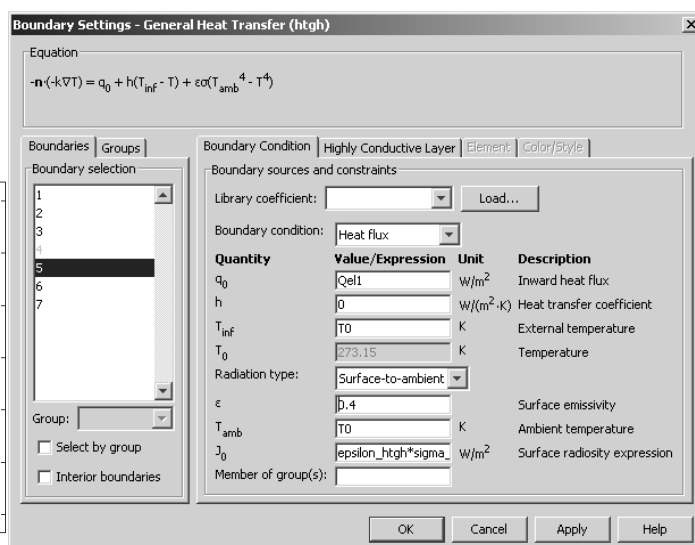 Boundary Settings - General Heat Transfer (htgh)
Equation
-n·(-k∇T) = q0 + h(Tinf - T) + εσ(Tamb^4 - T^4)
Boundaries Groups
Boundary selection
1
2
3
4
5
6
7
Group:
Select by group
Interior boundaries
Boundary Condition Highly Conductive Layer Element Color/Style
Boundary sources and constraints
Library coefficient: Load...
Boundary condition: Heat flux
Quantity Value/Expression Unit Description
q0 Qel1 W/m² Inward heat flux
h 0 W/(m²·K) Heat transfer coefficient
Tinf T0 K External temperature
T0 273.15 K Temperature
Radiation type: Surface-to-ambient
ε 0.4 Surface emissivity
Tamb T0 K Ambient temperature
J0 epsilon_htgh*sigma_ W/m² Surface radiosity expression
Member of group(s):
OK Cancel Apply Help